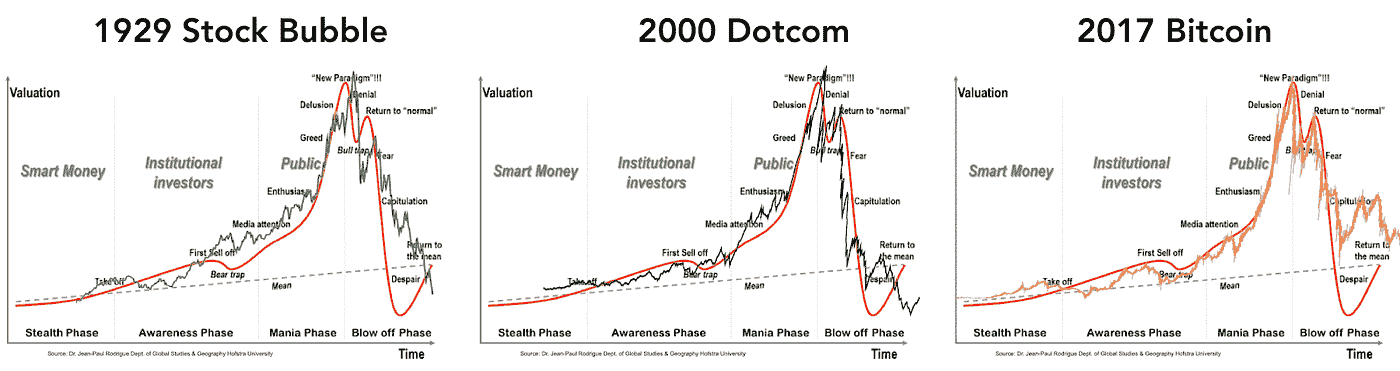 1929 Stock Bubble
Valuation
"New Paradigm"!!!
Denial
Delusion
Return to "normal"
Greed
Bull trap
Fear
Smart Money
Institutional
investors
Public
Enthusiasm
Capitulation
Media attention
First Sell off
Return to
the mean
Bear trap
Take off
Mean
Despair
Stealth Phase
Awareness Phase
Mania Phase
Blow off Phase
Source: Dr. Jean-Paul Rodrigue Dept. of Global Studies & Geography Hofstra University
Time
2000 Dotcom
Valuation
"New Paradigm"!!!
Denial
Delusion
Return to "normal"
Greed
Bull trap
Fear
Smart Money
Institutional
investors
Public
Enthusiasm
Capitulation
Media attention
First Sell off
Return to
the mean
Bear trap
Take off
Mean
Despair
Stealth Phase
Awareness Phase
Mania Phase
Blow off Phase
Source: Dr. Jean-Paul Rodrigue Dept. of Global Studies & Geography Hofstra University
Time
2017 Bitcoin
Valuation
"New Paradigm"!!!
Denial
Delusion
Return to "normal"
Greed
Bull trap
Fear
Smart Money
Institutional
investors
Public
Enthusiasm
Capitulation
Media attention
First Sell off
Return to
the mean
Bear trap
Take off
Mean
Despair
Stealth Phase
Awareness Phase
Mania Phase
Blow off Phase
Source: Dr. Jean-Paul Rodrigue Dept. of Global Studies & Geography Hofstra University
Time